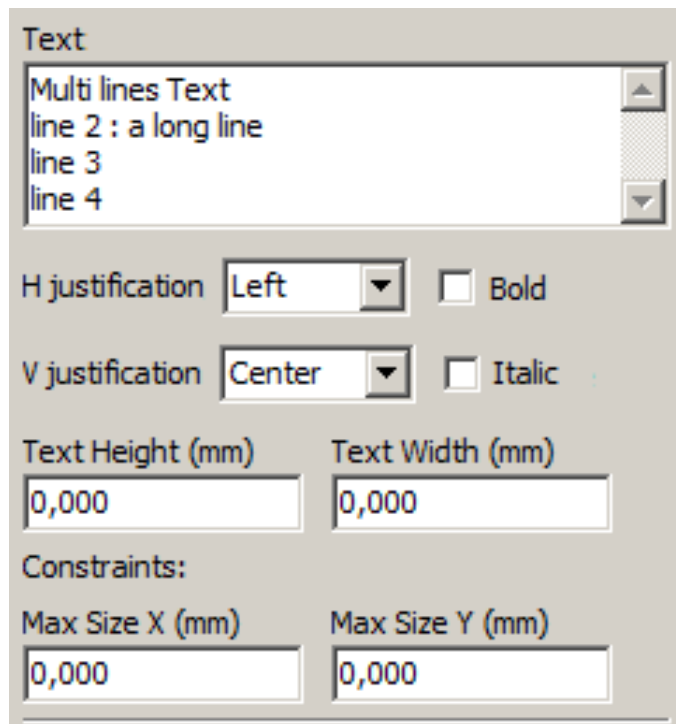 Text
Multi lines Text
line 2 : a long line
line 3
line 4
H justification Left Bold
V justification Center Italic
Text Height (mm) Text Width (mm)
0,000 0,000
Constraints:
Max Size X (mm) Max Size Y (mm)
0,000 0,000